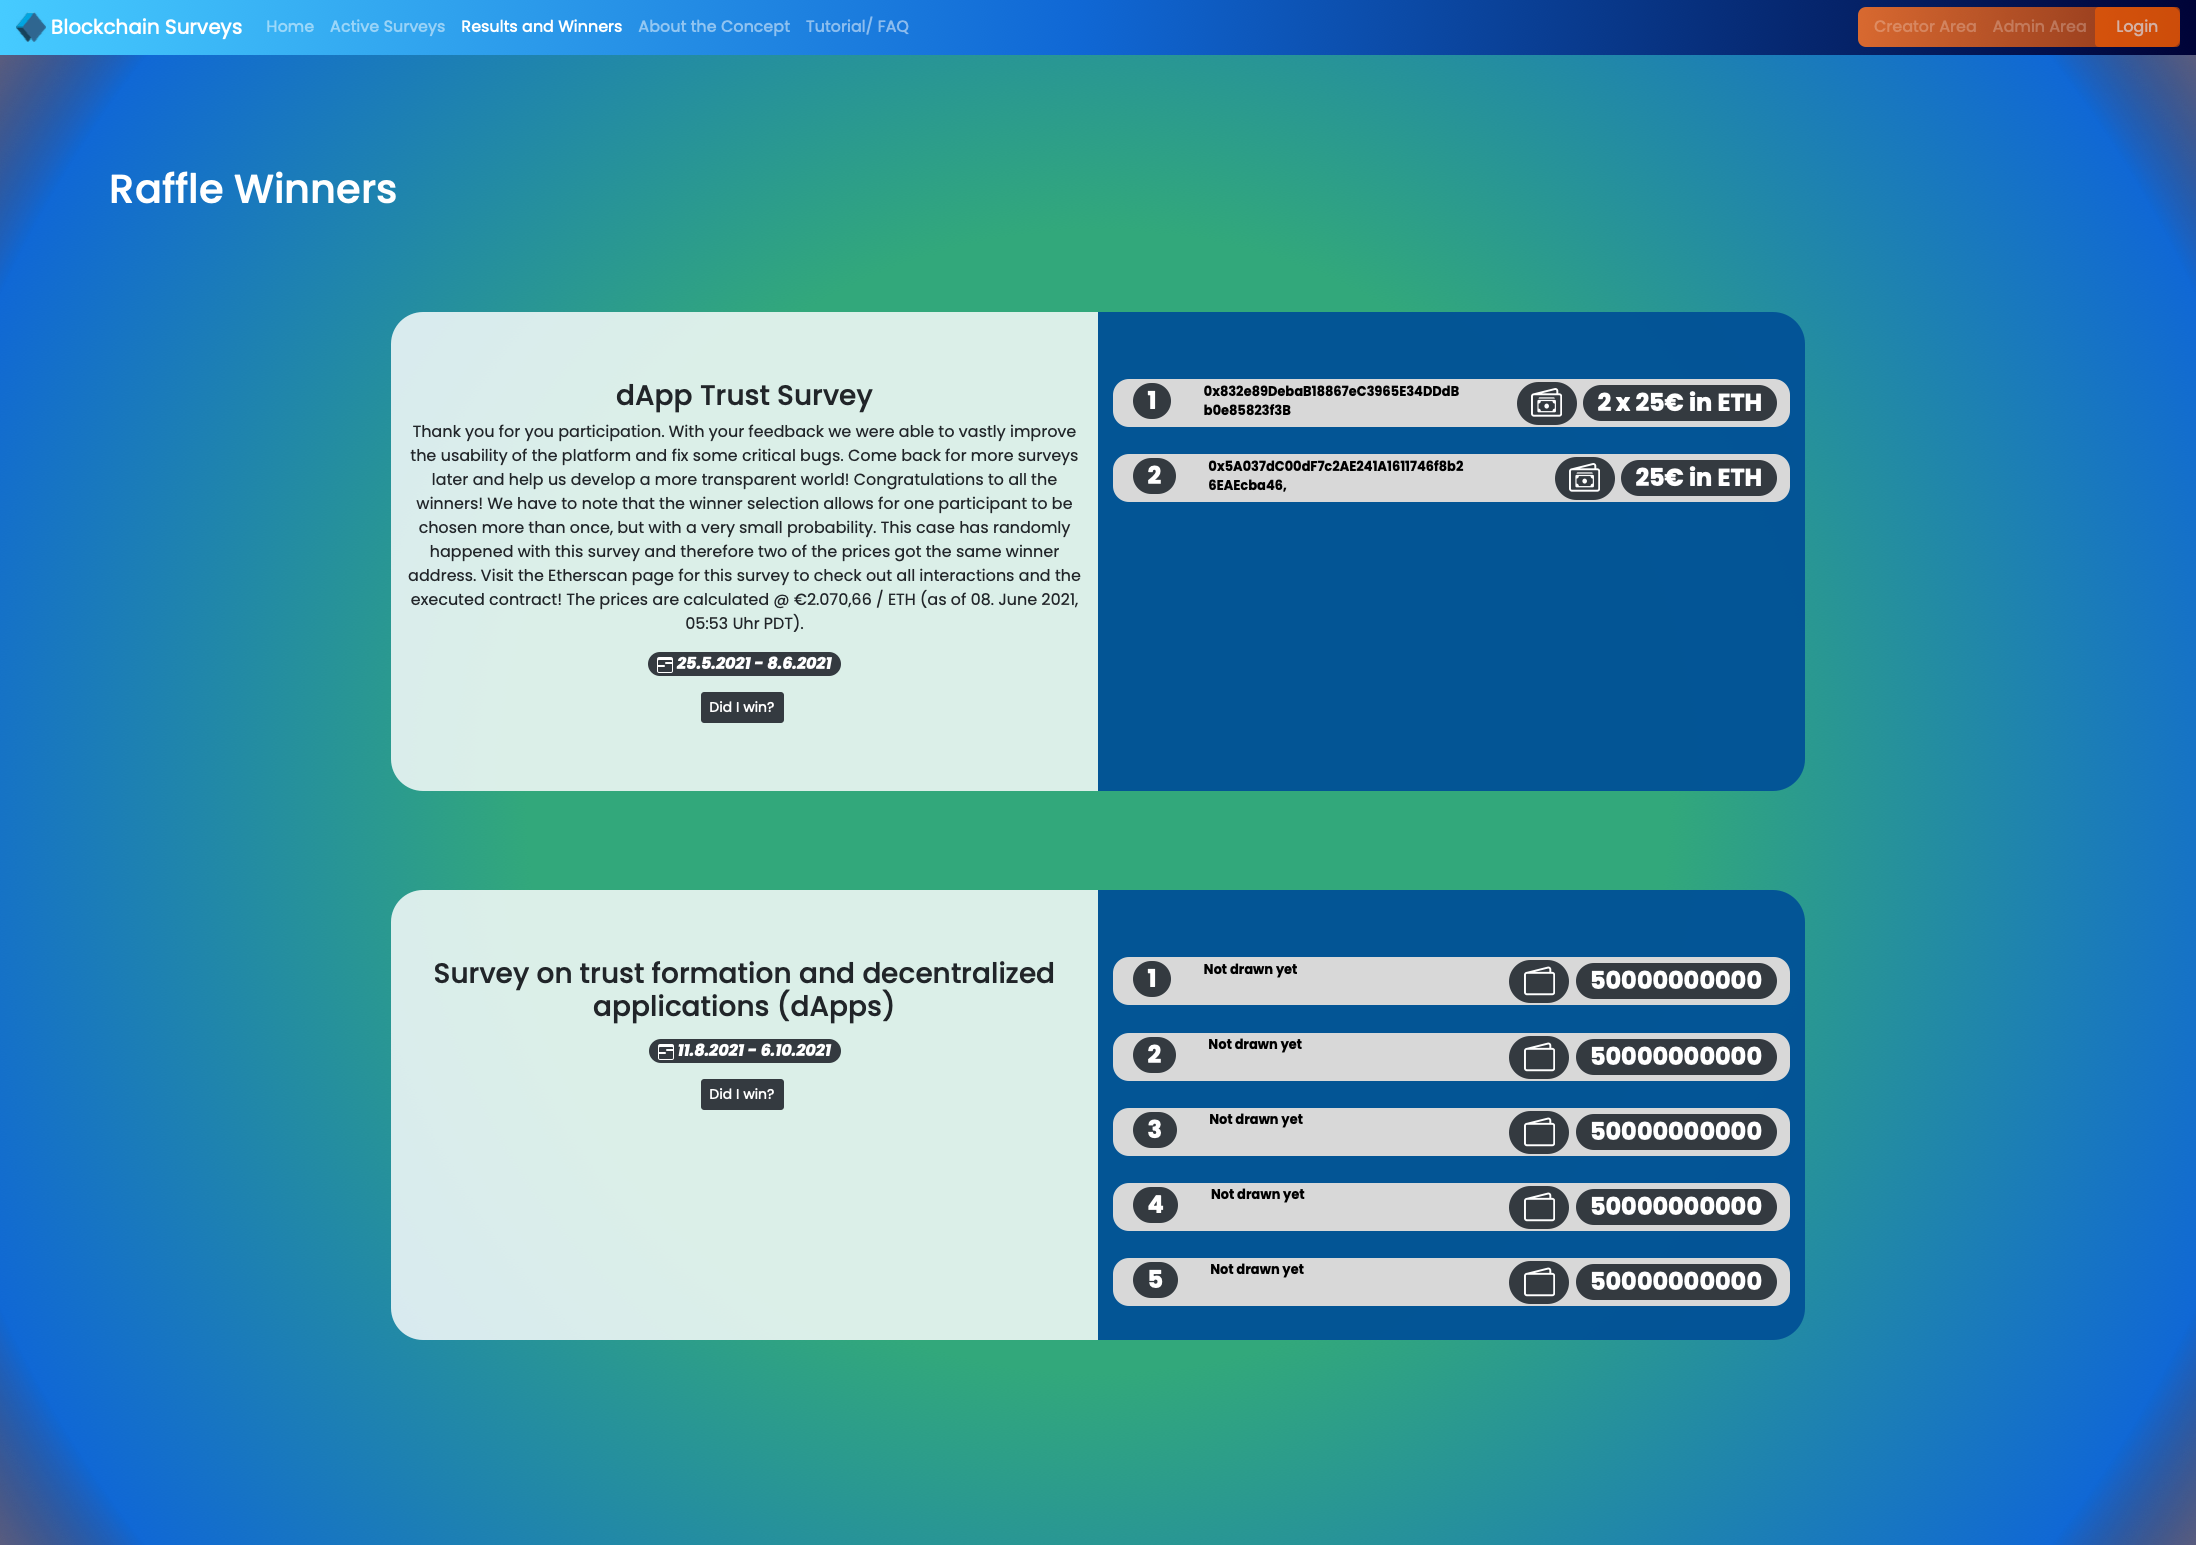 Blockchain Surveys Home Active Surveys Results and Winners About the Concept Tutorial/ FAQ Creator Area Admin Area Login
Raffle Winners
dApp Trust Survey
Thank you for you participation. With your feedback we were able to vastly improve
the usability of the platform and fix some critical bugs. Come back for more surveys
later and help us develop a more transparent world! Congratulations to all the
winners! We have to note that the winner selection allows for one participant to be
chosen more than once, but with a very small probability. This case has randomly
happened with this survey and therefore two of the prices got the same winner
address. Visit the Etherscan page for this survey to check out all interactions and the
executed contract! The prices are calculated @ €2.070,66 / ETH (as of 08. June 2021,
05:53 Uhr PDT).
25.5.2021 - 8.6.2021
Did I win?
1 0x832e89DebaB18867eC3965E34DDdB
b0e85823f3B
2 x 25€ in ETH
2 0x5A037dC00dF7c2AE241A1611746f8b2
6EAEcba46,
25€ in ETH
Survey on trust formation and decentralized
applications (dApps)
11.8.2021 - 6.10.2021
Did I win?
1 Not drawn yet 50000000000
2 Not drawn yet 50000000000
3 Not drawn yet 50000000000
4 Not drawn yet 50000000000
5 Not drawn yet 50000000000